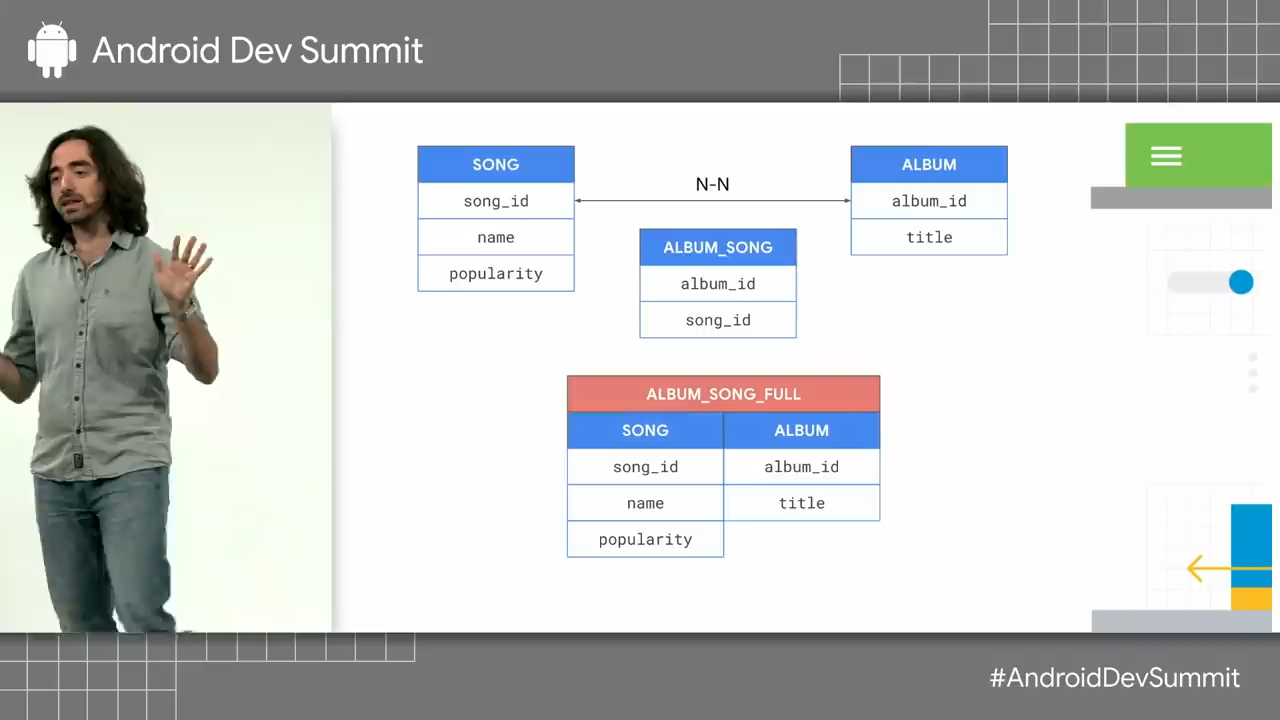 Android Dev Summit
SONG
song_id
name
popularity
N-N
ALBUM_SONG
album_id
song_id
ALBUM
album_id
title
ALBUM_SONG_FULL
SONG ALBUM
song_id album_id
name title
popularity
#AndroidDevSummit